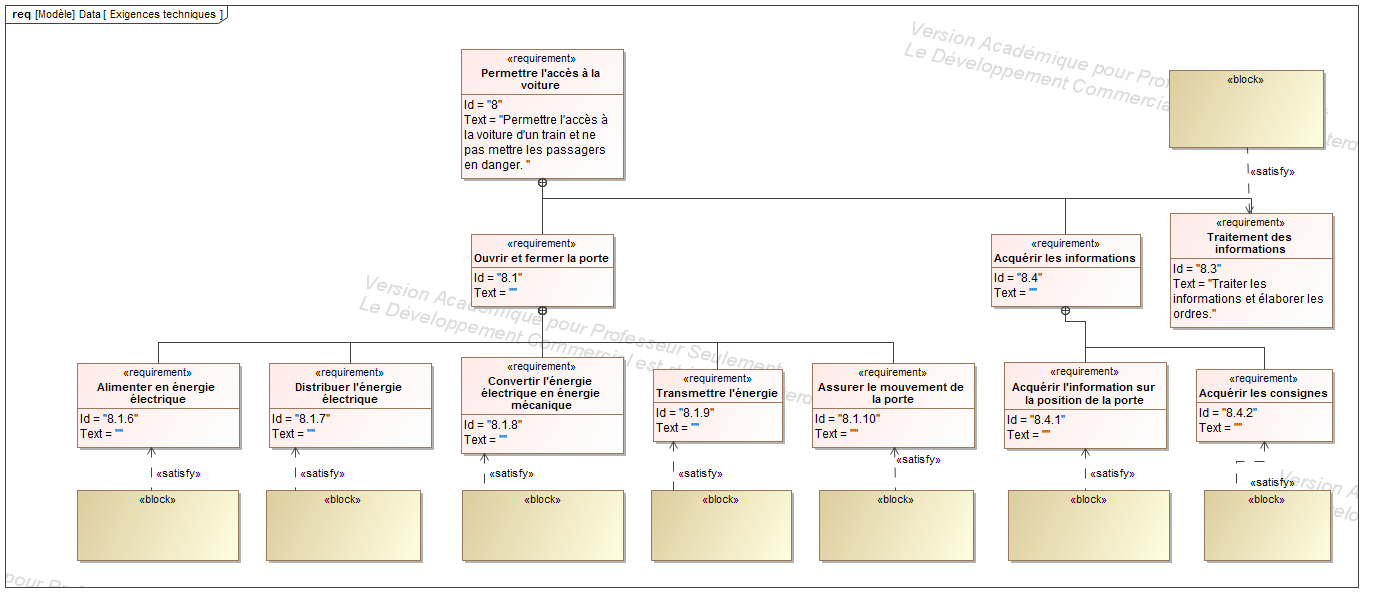 req [Modèle] Data [ Exigences techniques ]
Version Académique pour Prof
Le Développement Commercia
terd
«requirement»
Permettre l'accès à la
voiture
Id = "8"
Text = "Permettre l'accès à
la voiture d'un train et ne
pas mettre les passagers
en danger. "
«block»
«satisfy»
«requirement»
Ouvrir et fermer la porte
Id = "8.1"
Text = ""
«requirement»
Acquérir les informations
Id = "8.4"
Text = ""
«requirement»
Traitement des
informations
Id = "8.3"
Text = "Traiter les
informations et élaborer les
ordres."
Version Académique pour Professeur Seulement
Le Développement Commercial est
terd
«requirement»
Alimenter en énergie
électrique
Id = "8.1.6"
Text = ""
«requirement»
Distribuer l'énergie
électrique
Id = "8.1.7"
Text = ""
«requirement»
Convertir l'énergie
électrique en énergie
mécanique
Id = "8.1.8"
Text = ""
«requirement»
Transmettre l'énergie
Id = "8.1.9"
Text = ""
«requirement»
Assurer le mouvement de
la porte
Id = "8.1.10"
Text = ""
«requirement»
Acquérir l'information sur
la position de la porte
Id = "8.4.1"
Text = ""
«requirement»
Acquérir les consignes
Id = "8.4.2"
Text = ""
«satisfy»
«satisfy»
«satisfy»
«satisfy»
«satisfy»
«satisfy»
«satisfy»
«block»
«block»
«block»
«block»
«block»
«block»
«block»
Version A
velo
pour Pr